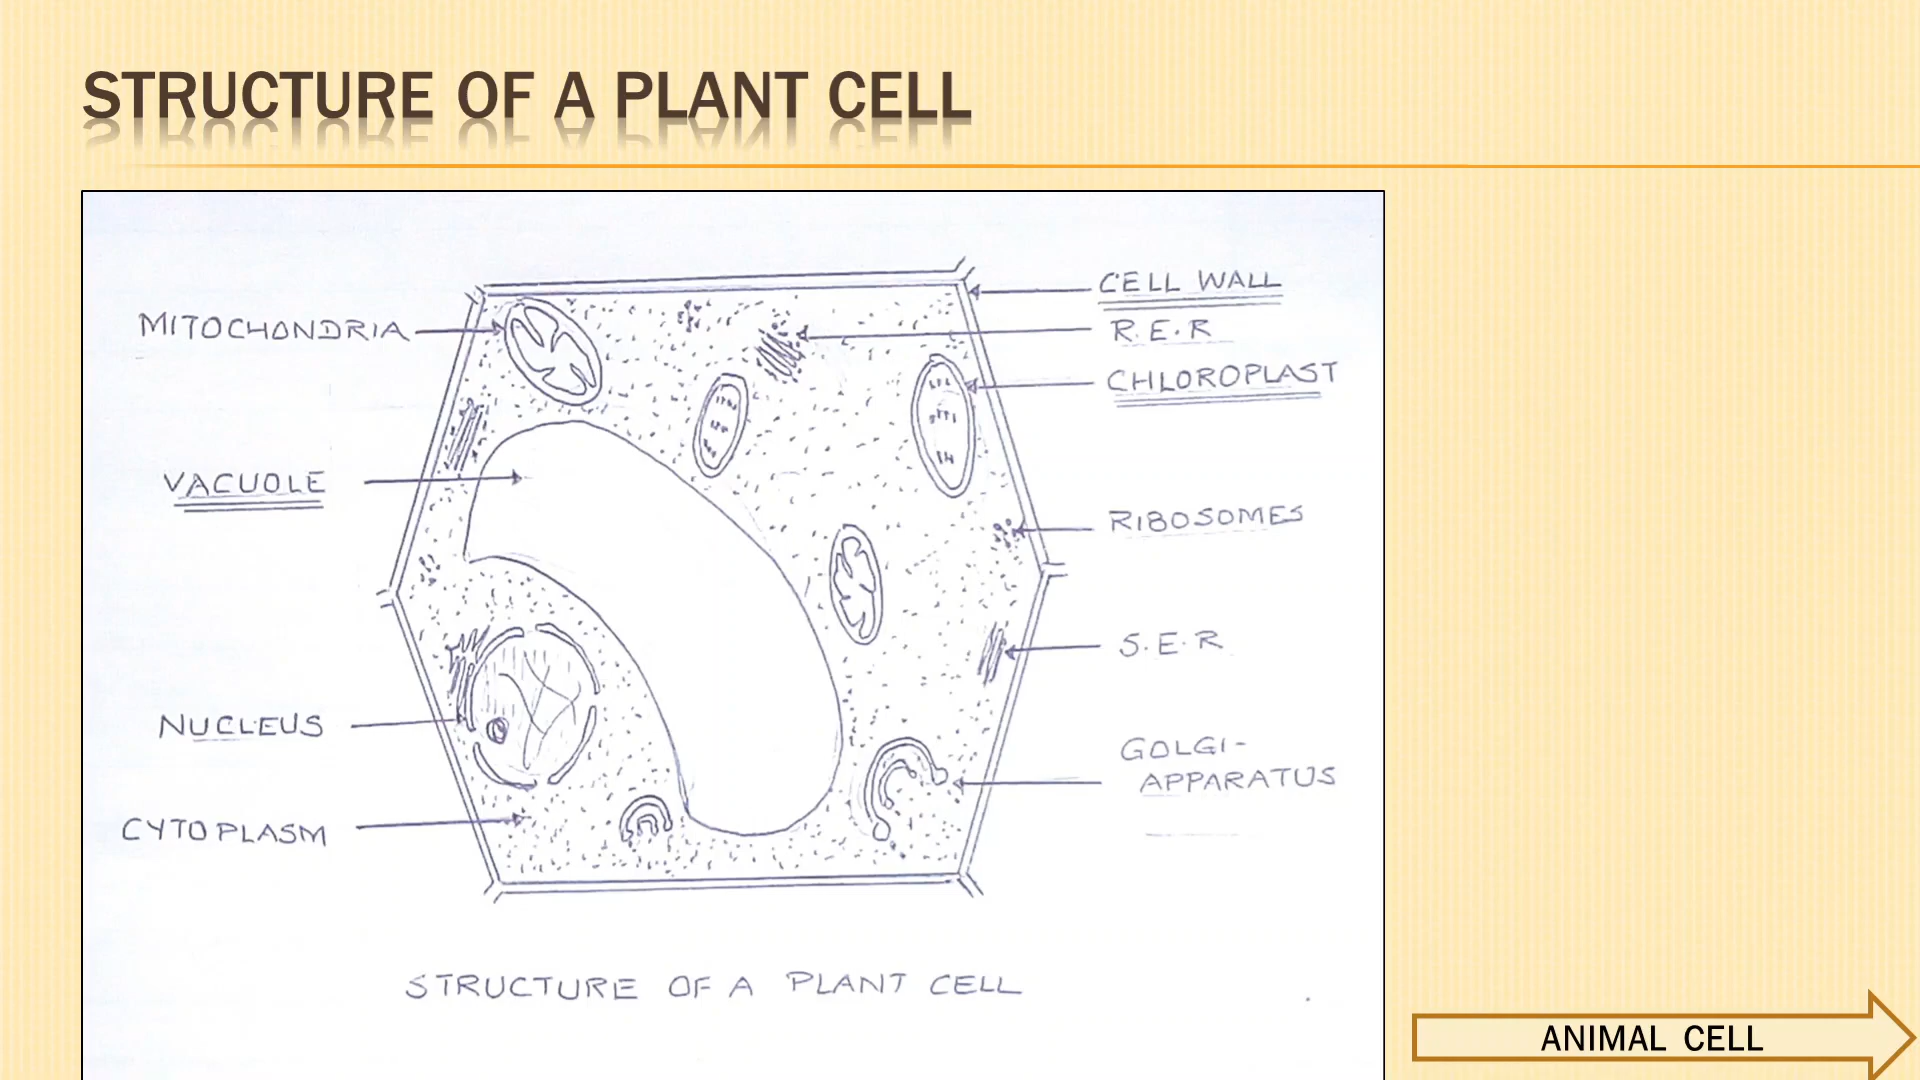 STRUCTURE OF A PLANT CELL
MITOCHONDRIA
VACUOLE
NUCLEUS
CYTOPLASM
CELL WALL
R.E.R
CHLOROPLAST
RIBOSOMES
S.E.R
GOLGI-
APPARATUS
STRUCTURE OF A PLANT CELL
ANIMAL CELL